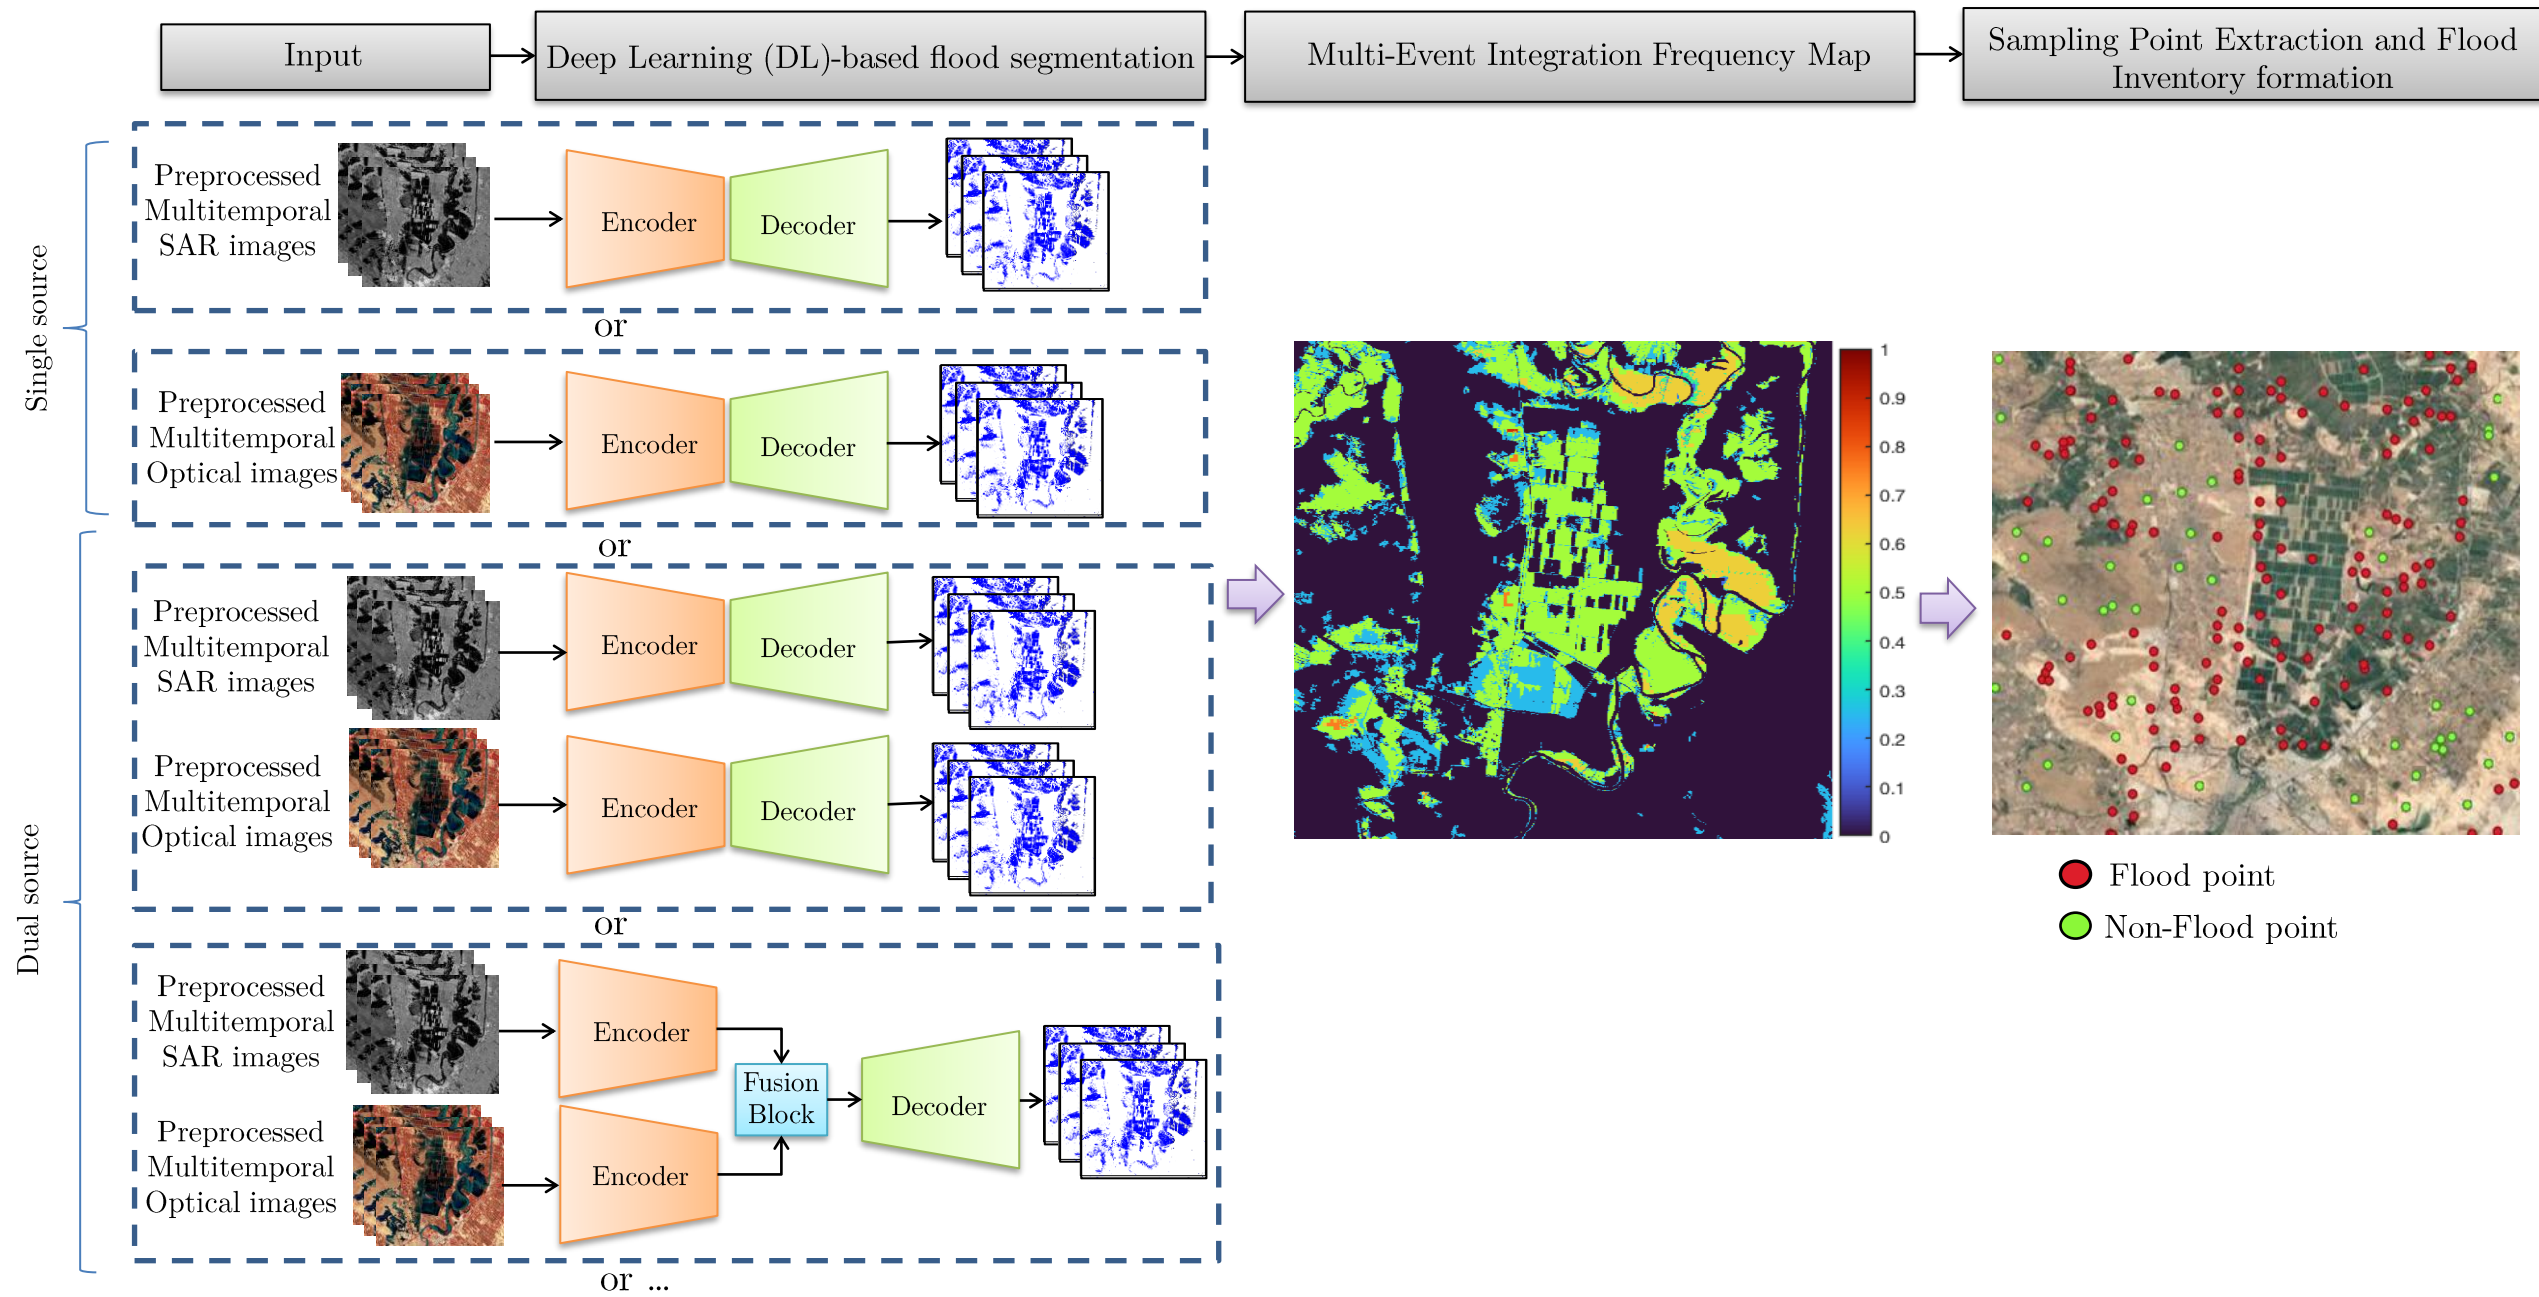 Input
Deep Learning (DL)-based flood segmentation
Multi-Event Integration Frequency Map
Sampling Point Extraction and Flood
Inventory formation
Single source
Preprocessed
Multitemporal
SAR images
Encoder
Decoder
or
Preprocessed
Multitemporal
Optical images
Encoder
Decoder
or
Dual source
Preprocessed
Multitemporal
SAR images
Encoder
Decoder
Preprocessed
Multitemporal
Optical images
Encoder
Decoder
or
Preprocessed
Multitemporal
SAR images
Encoder
Preprocessed
Multitemporal
Optical images
Encoder
Fusion
Block
Decoder
or ...
1
0.9
0.8
0.7
0.6
0.5
0.4
0.3
0.2
0.1
0
Flood point
Non-Flood point